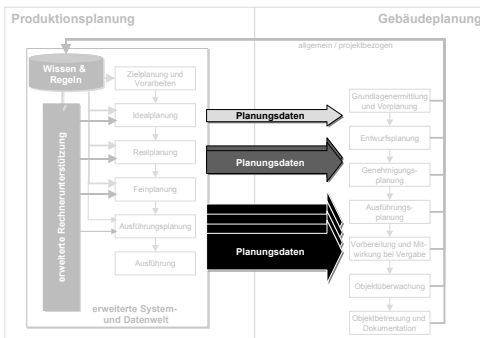 Produktionsplanung
Gebäudeplanung
allgemein / projektbezogen
Wissen &
Regeln
erweiterte Rechnerunterstützung
Zielplanung und
Vorarbeiten
Idealplanung
Realplanung
Feinplanung
Ausführungsplanung
Ausführung
erweiterte System-
und Datenwelt
Planungsdaten
Planungsdaten
Planungsdaten
Grundlagenermittlung
und Vorplanung
Entwurfsplanung
Genehmigungs-
planung
Ausführungs-
planung
Vorbereitung und Mit-
wirkung bei Vergabe
Objektüberwachung
Objektbetreuung und
Dokumentation